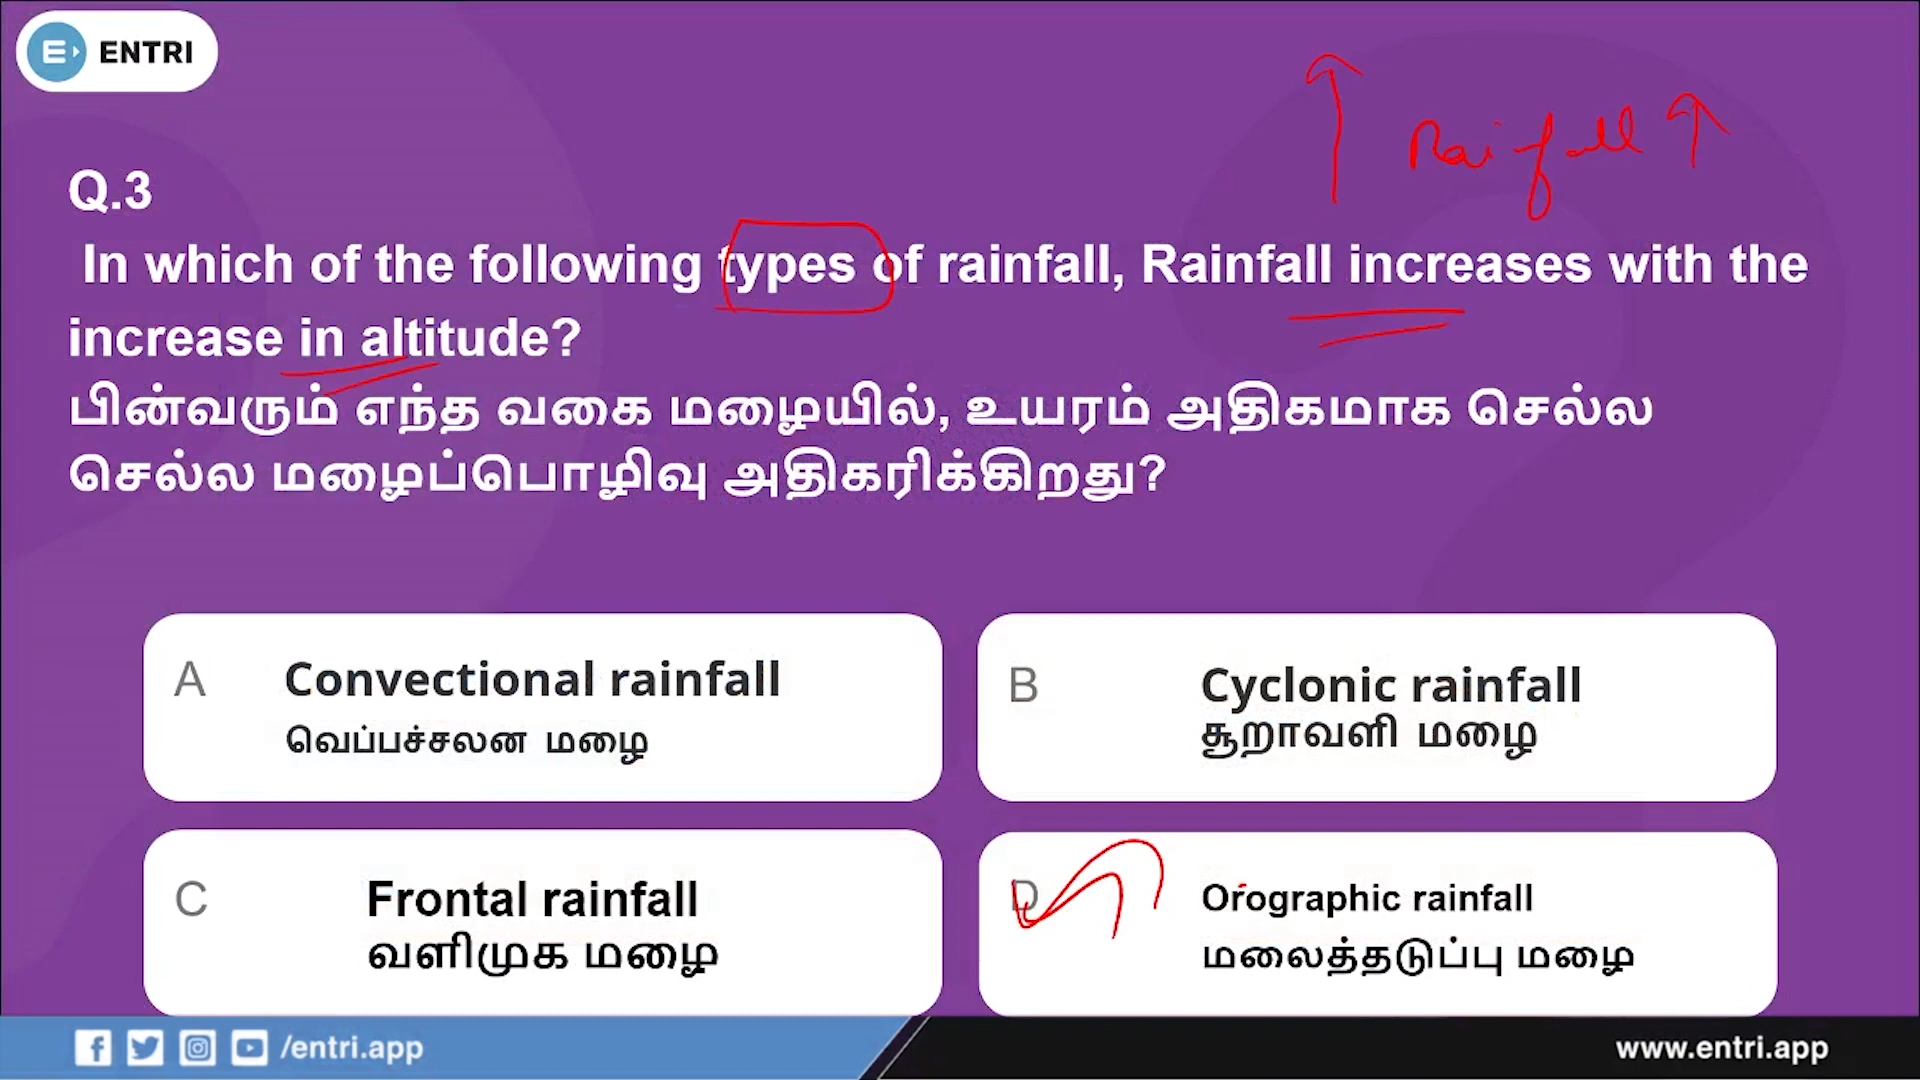 ENTRI
Rainfall
Q.3
In which of the following types of rainfall, Rainfall increases with the
increase in altitude?
பின்வரும் எந்த வகை மழையில், உயரம் அதிகமாக செல்ல
செல்ல மழைப்பொழிவு அதிகரிக்கிறது?
A Convectional rainfall
வெப்பச்சலன மழை
B Cyclonic rainfall
சூறாவளி மழை
C Frontal rainfall
வளிமுக மழை
D Orographic rainfall
மலைத்தடுப்பு மழை
/entri.app
www.entri.app